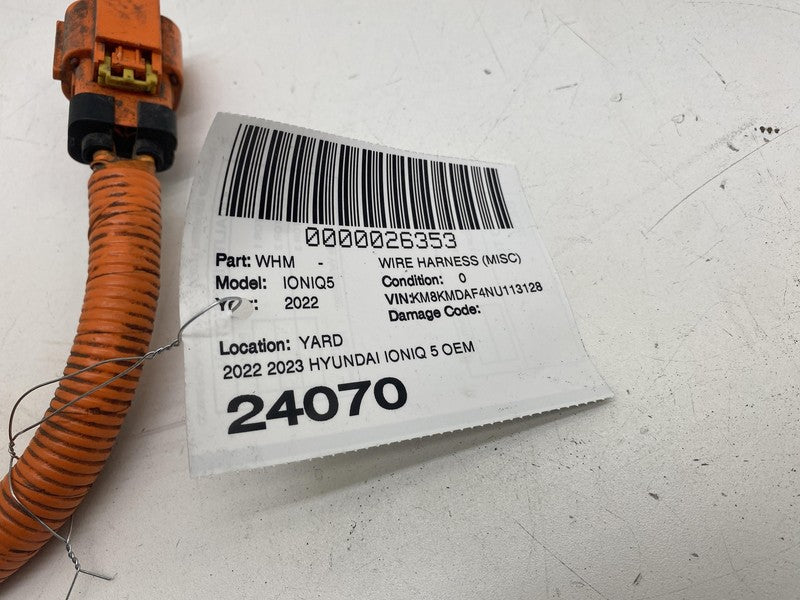 0000026353
Part: WHM - WIRE HARNESS (MISC)
Model: IONIQ5 Condition: 0
Year: 2022 VIN:KM8KMDAF4NU113128
Damage Code:
Location: YARD
2022 2023 HYUNDAI IONIQ 5 OEM
24070